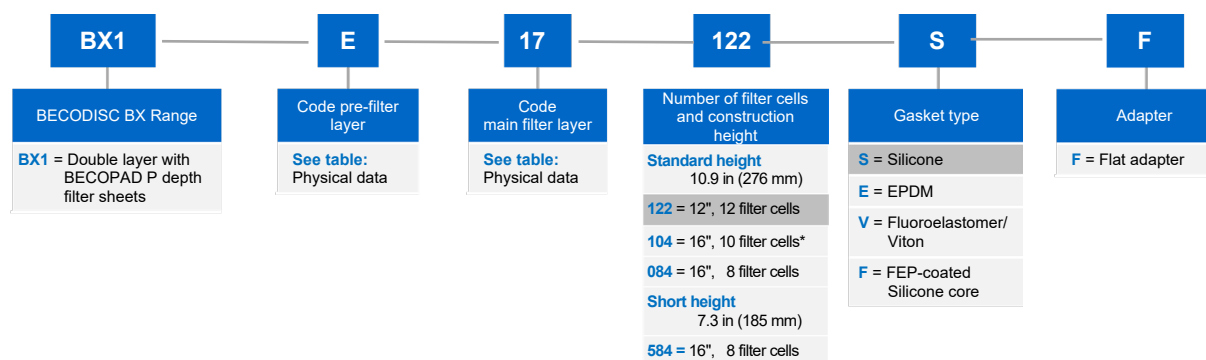 BX1 E 17 122 S F
BECODISC BX Range
BX1 = Double layer with
BECOPAD P depth
filter sheets
Code pre-filter
layer
See table:
Physical data
Code
main filter layer
See table:
Physical data
Number of filter cells
and construction
height
Standard height
10.9 in (276 mm)
122 = 12", 12 filter cells
104 = 16", 10 filter cells*
084 = 16", 8 filter cells
Short height
7.3 in (185 mm)
584 = 16", 8 filter cells
Gasket type
S = Silicone
E = EPDM
V = Fluoroelastomer/
Viton
F = FEP-coated
Silicone core
Adapter
F = Flat adapter